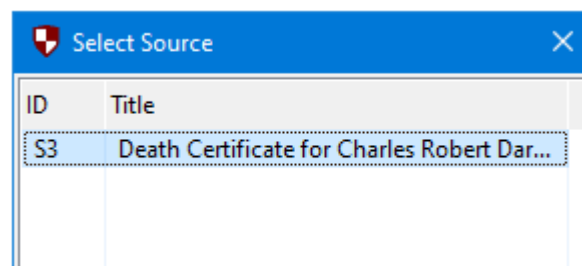 Select Source
ID Title
S3 Death Certificate for Charles Robert Dar...